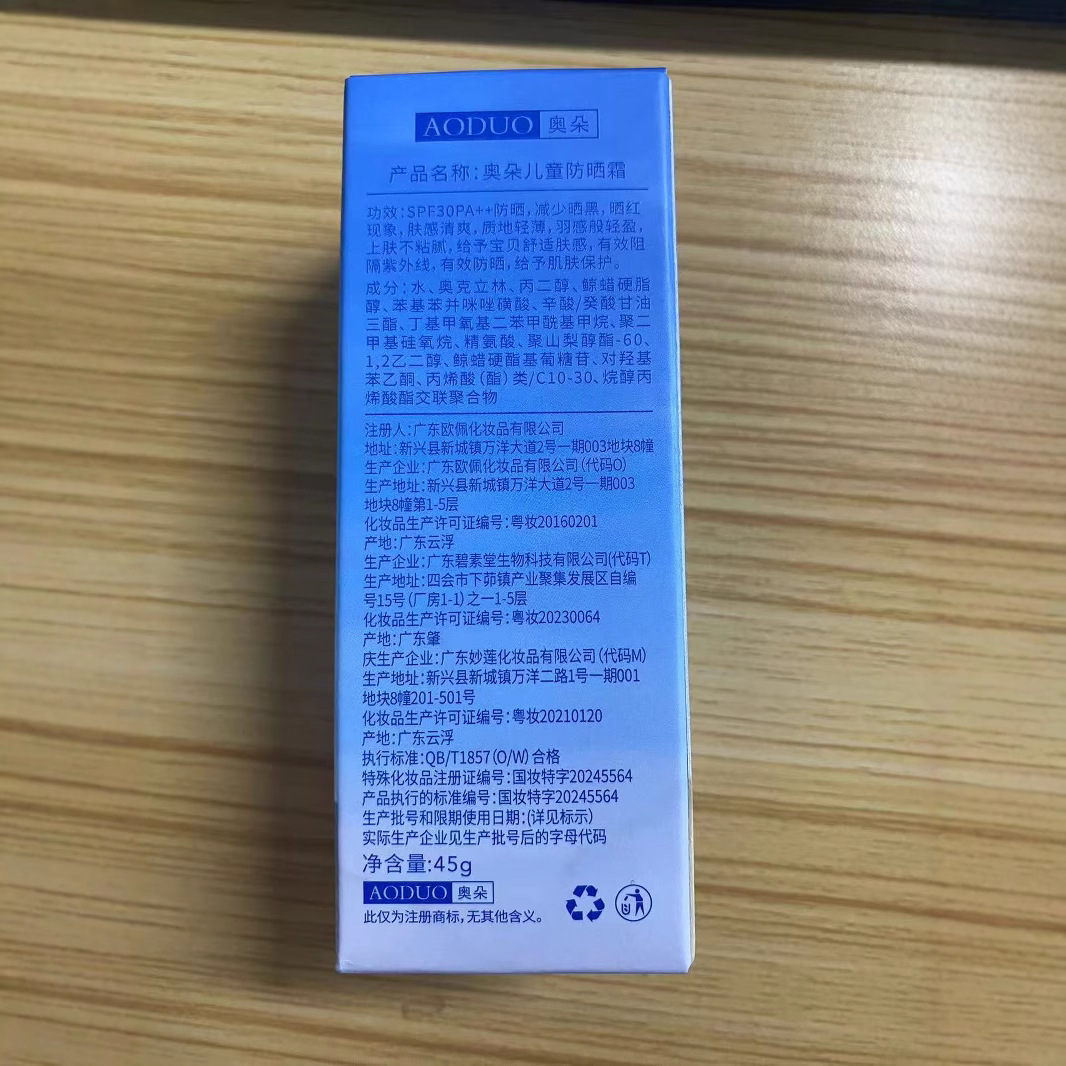 AODUO 奥朵
产品名称:奥朵儿童防晒霜
功效:SPF30PA++防晒,减少晒黑,晒红
现象,肤感清爽,质地轻薄,羽感般轻盈,
上肤不粘腻,给予宝贝舒适肤感,有效阻
隔紫外线,有效防晒,给予肌肤保护。
成分:水、奥克立林、丙二醇、鲸蜡硬脂
醇、苯基苯并咪唑磺酸、辛酸/癸酸甘油
三酯、丁基甲氧基二苯甲酰基甲烷、聚二
甲基硅氧烷、精氨酸、聚山梨醇酯-60、
1,2乙二醇、鲸蜡硬酯基葡糖苷、对羟基
苯乙酮、丙烯酸(酯)类/C10-30、烷醇丙
烯酸酯交联聚合物
注册人:广东欧佩化妆品有限公司
地址:新兴县新城镇万洋大道2号一期003地块8幢
生产企业:广东欧佩化妆品有限公司(代码O)
生产地址:新兴县新城镇万洋大道2号一期003
地块8幢第1-5层
化妆品生产许可证编号:粤妆20160201
产地:广东云浮
生产企业:广东碧素堂生物科技有限公司(代码T)
生产地址:四会市下茆镇产业聚集发展区自编
号15号(厂房1-1)之一1-5层
化妆品生产许可证编号:粤妆20230064
产地:广东肇
庆生产企业:广东妙莲化妆品有限公司(代码M)
生产地址:新兴县新城镇万洋二路1号一期001
地块8幢201-501号
化妆品生产许可证编号:粤妆20210120
产地:广东云浮
执行标准:QB/T1857(O/W)合格
特殊化妆品注册证编号:国妆特字20245564
产品执行的标准编号:国妆特字20245564
生产批号和限期使用日期:(详见标示)
实际生产企业见生产批号后的字母代码
净含量:45g
AODUO 奥朵
此仅为注册商标,无其他含义。